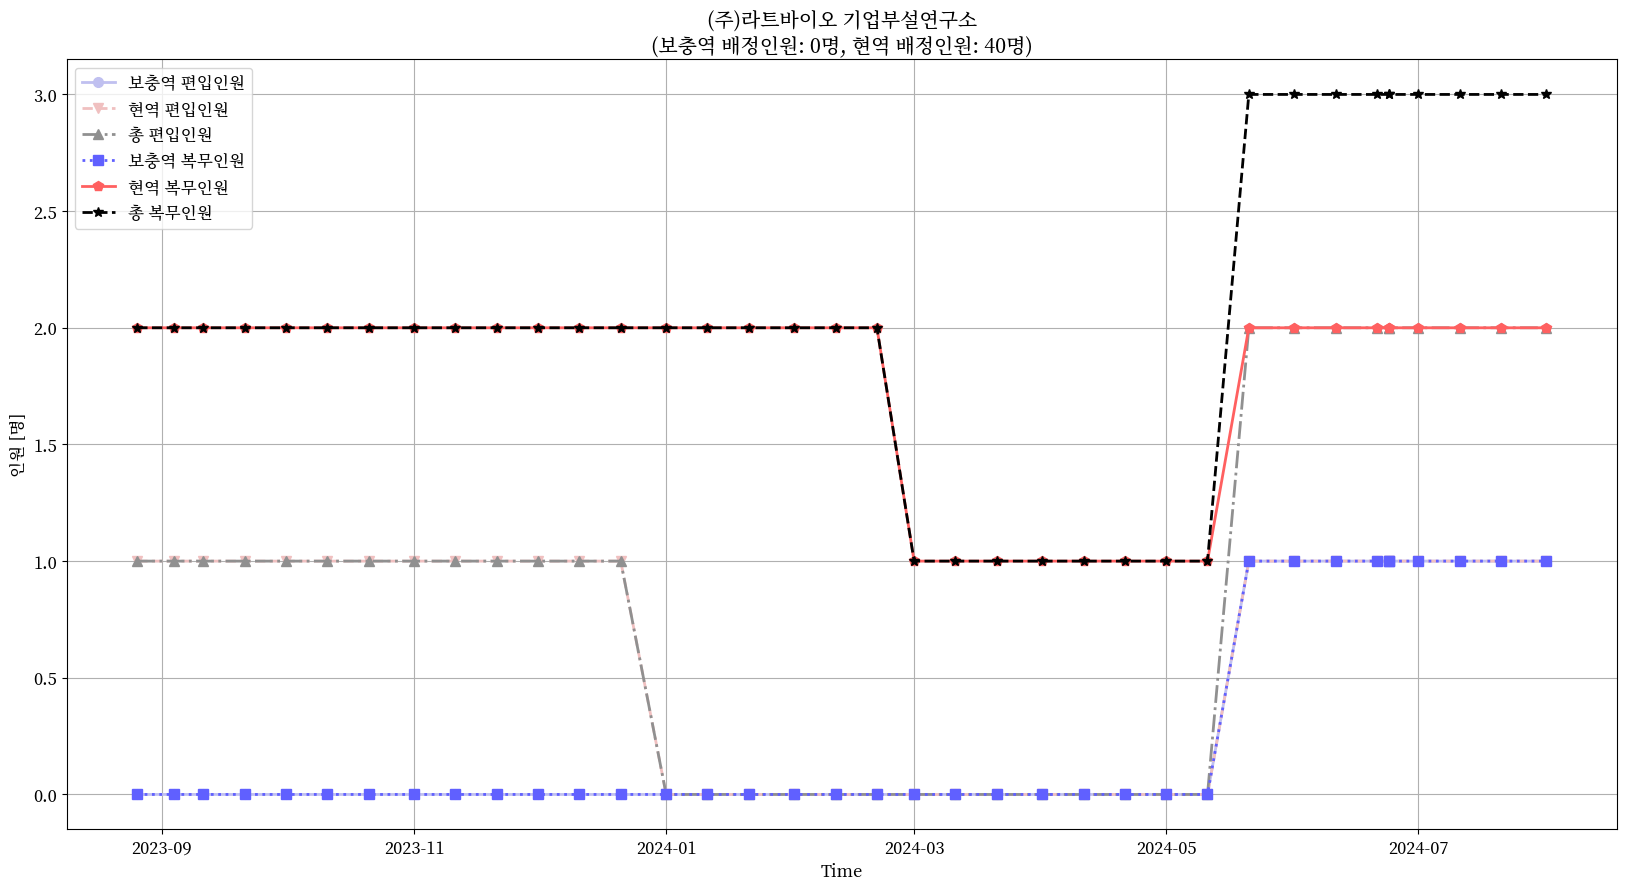 (주)라트바이오 기업부설연구소
(보충역 배정인원: 0명, 현역 배정인원: 40명)
보충역 편입인원
현역 편입인원
총 편입인원
보충역 복무인원
현역 복무인원
총 복무인원
3.0
2.5
2.0
1.5
1.0
0.5
0.0
인원 [명]
2023-09 2023-11 2024-01 2024-03 2024-05 2024-07
Time